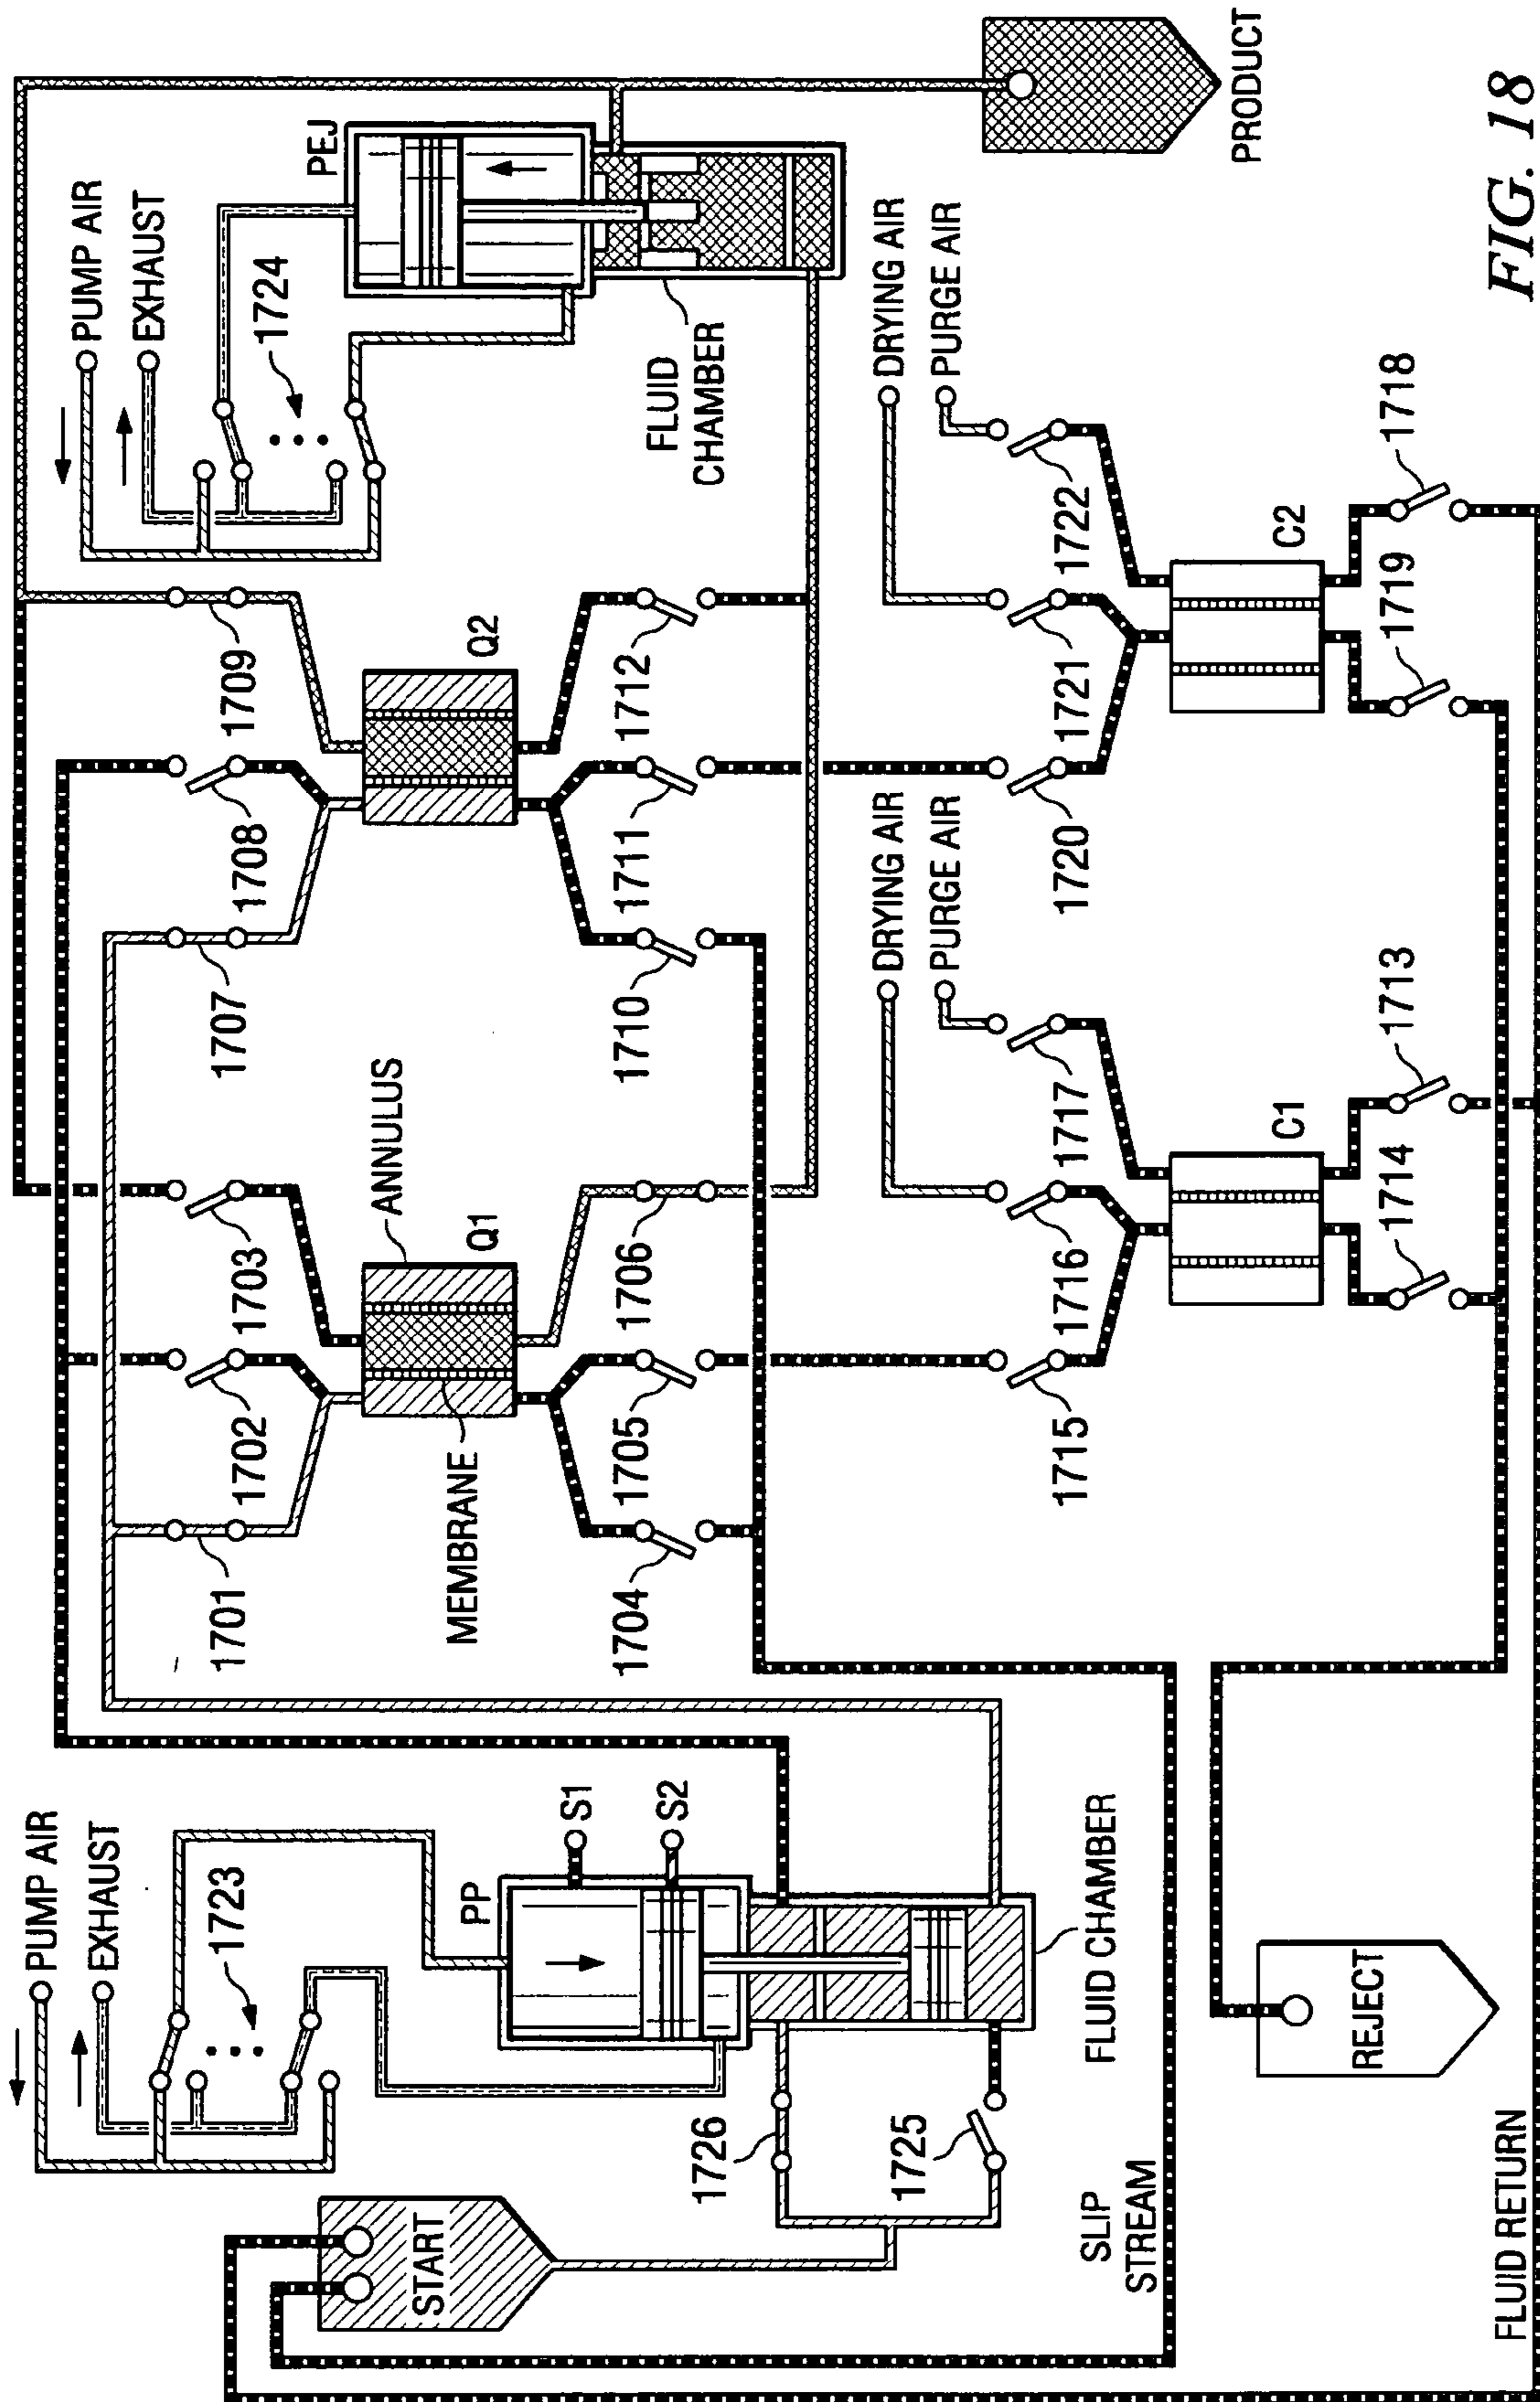 PUMP AIR
EXHAUST
1723
PP
S1
S2
START
1726
1725
FLUID CHAMBER
SLIP
STREAM
FLUID RETURN
REJECT
1701
1702
1703
MEMBRANE
ANNULUS
Q1
1704
1705
1706
1707
1708
1709
Q2
1710
1711
1712
PUMP AIR
EXHAUST
1724
PEJ
FLUID
CHAMBER
PRODUCT
DRYING AIR
PURGE AIR
1715
1716
1717
C1
1714
1713
DRYING AIR
PURGE AIR
1720
1721
1722
C2
1719
1718
FIG. 18